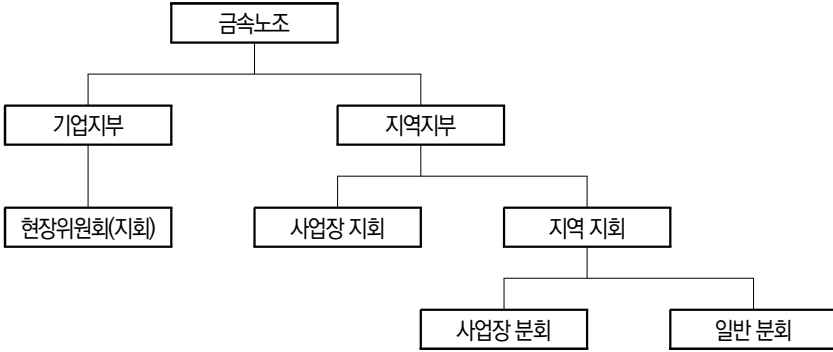 금속노조
기업지부
지역지부
현장위원회(지회)
사업장 지회
지역 지회
사업장 분회
일반 분회